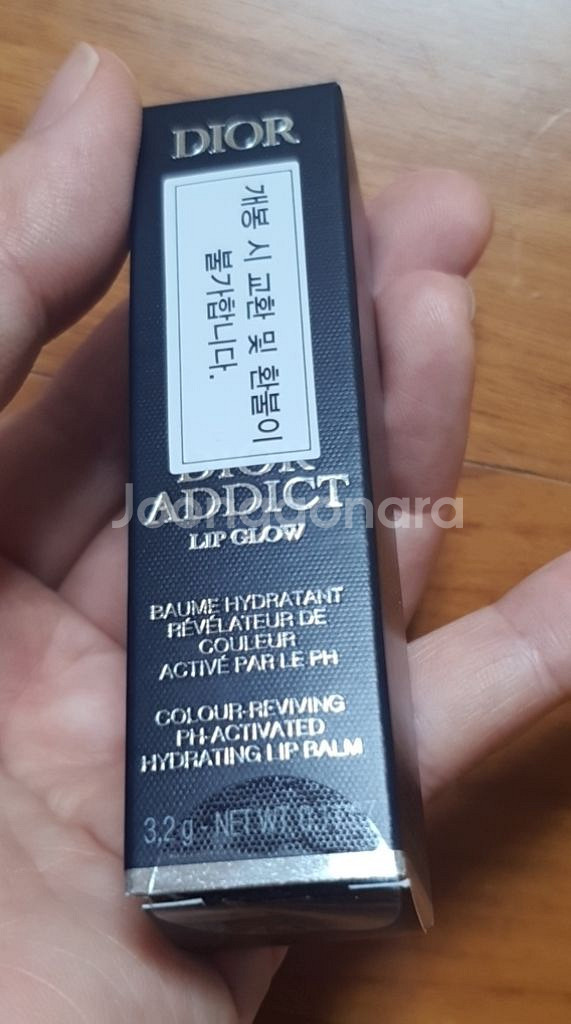 DIOR
개봉 시 교환 및 환불이
불가합니다.
DIOR
ADDICT
LIP GLOW
BAUME HYDRATANT
RÉVÉLATEUR DE
COULEUR
ACTIVÉ PAR LE PH
COLOUR-REVIVING
PH-ACTIVATED
HYDRATING LIP BALM
3,2 g - NET WT.